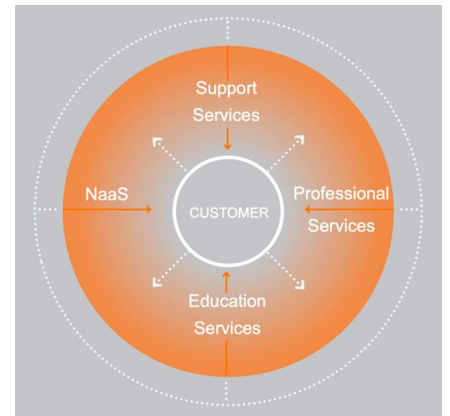 Support
Services
NaaS
CUSTOMER
Professional
Services
Education
Services